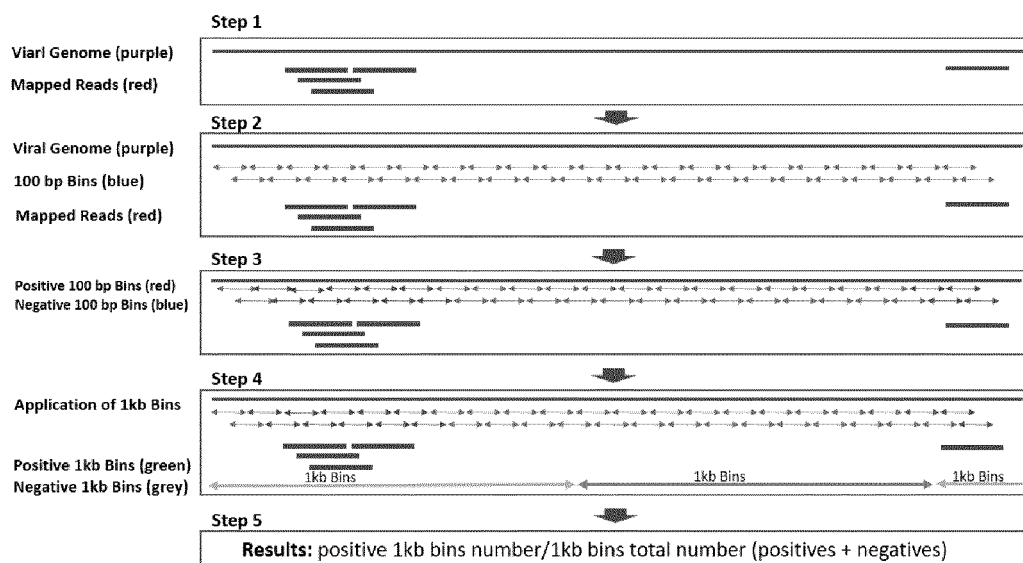 Step 1
Viarl Genome (purple)
Mapped Reads (red)
Step 2
Viral Genome (purple)
100 bp Bins (blue)
Mapped Reads (red)
Step 3
Positive 100 bp Bins (red)
Negative 100 bp Bins (blue)
Step 4
Application of 1kb Bins
Positive 1kb Bins (green)
Negative 1kb Bins (grey)
1kb Bins 1kb Bins 1kb Bins
Step 5
Results: positive 1kb bins number/1kb bins total number (positives + negatives)